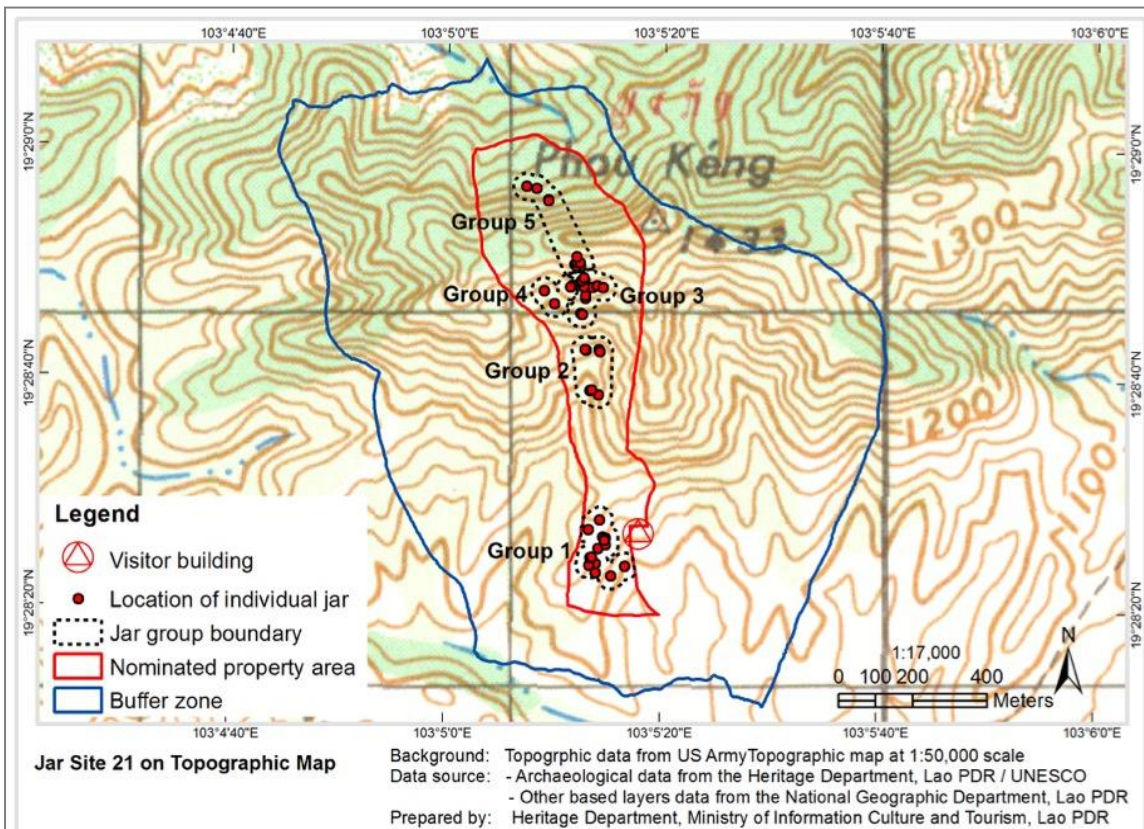 103°4'40"E 103°5'0"E 103°5'20"E 103°5'40"E 103°6'0"E
19°29'0"N
19°29'0"N
Phou Kéng
Group 5
1300
Group 4
Group 3
Group 2
19°28'40"N
19°28'40"N
1200
1100
Legend
Visitor building
Location of individual jar
Jar group boundary
Nominated property area
Buffer zone
Group 1
19°28'20"N
19°28'20"N
N
1:17,000
0 100 200 400
Meters
103°4'40"E 103°5'0"E 103°5'20"E 103°5'40"E 103°6'0"E
Jar Site 21 on Topographic Map
Background: Topogrphic data from US ArmyTopographic map at 1:50,000 scale
Data source: - Archaeological data from the Heritage Department, Lao PDR / UNESCO
- Other based layers data from the National Geographic Department, Lao PDR
Prepared by: Heritage Department, Ministry of Information Culture and Tourism, Lao PDR